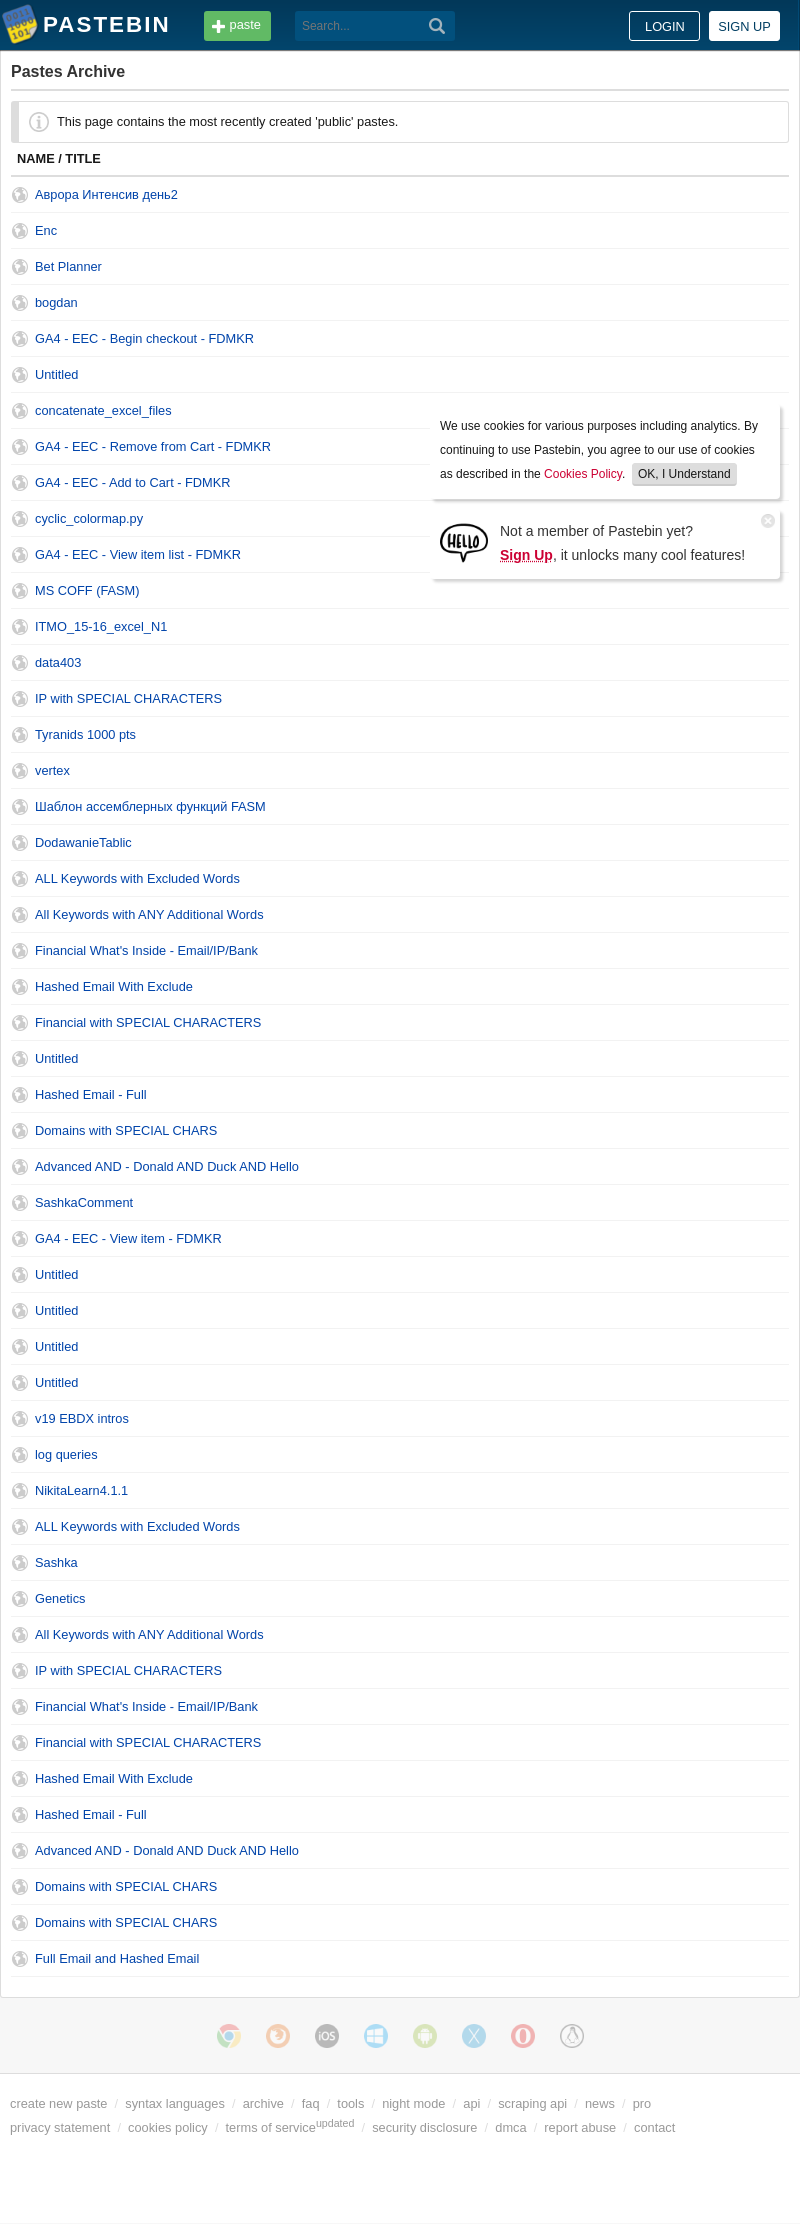 PASTEBIN
paste
Search...
LOGIN
SIGN UP
Pastes Archive
This page contains the most recently created 'public' pastes.
NAME / TITLE
Аврора Интенсив день2
Enc
Bet Planner
bogdan
GA4 - EEC - Begin checkout - FDMKR
Untitled
concatenate_excel_files
GA4 - EEC - Remove from Cart - FDMKR
GA4 - EEC - Add to Cart - FDMKR
cyclic_colormap.py
GA4 - EEC - View item list - FDMKR
MS COFF (FASM)
We use cookies for various purposes including analytics. By
continuing to use Pastebin, you agree to our use of cookies
as described in the Cookies Policy. OK, I Understand
HELLO
Not a member of Pastebin yet?
Sign Up, it unlocks many cool features!
ITMO_15-16_excel_N1
data403
IP with SPECIAL CHARACTERS
Tyranids 1000 pts
vertex
Шаблон ассемблерных функций FASM
DodawanieTablic
ALL Keywords with Excluded Words
All Keywords with ANY Additional Words
Financial What's Inside - Email/IP/Bank
Hashed Email With Exclude
Financial with SPECIAL CHARACTERS
Untitled
Hashed Email - Full
Domains with SPECIAL CHARS
Advanced AND - Donald AND Duck AND Hello
SashkaComment
GA4 - EEC - View item - FDMKR
Untitled
Untitled
Untitled
Untitled
v19 EBDX intros
log queries
NikitaLearn4.1.1
ALL Keywords with Excluded Words
Sashka
Genetics
All Keywords with ANY Additional Words
IP with SPECIAL CHARACTERS
Financial What's Inside - Email/IP/Bank
Financial with SPECIAL CHARACTERS
Hashed Email With Exclude
Hashed Email - Full
Advanced AND - Donald AND Duck AND Hello
Domains with SPECIAL CHARS
Domains with SPECIAL CHARS
Full Email and Hashed Email
iOS
create new paste / syntax languages / archive / faq / tools / night mode / api / scraping api / news / pro
privacy statement / cookies policy / terms of serviceupdated / security disclosure / dmca / report abuse / contact